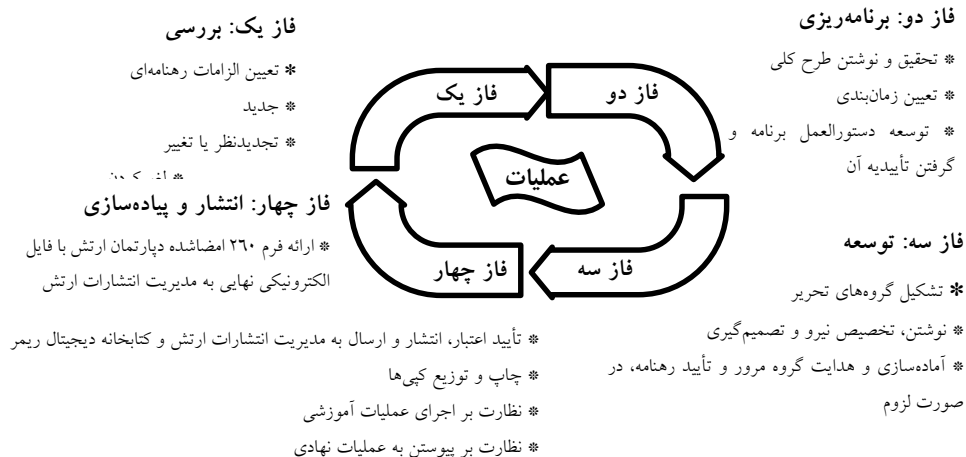 فاز یک: بررسی
* تعیین الزامات رهنامه‌ای
* جدید
* تجدیدنظر یا تغییر
فاز دو: برنامه‌ریزی
* تحقیق و نوشتن طرح کلی
* تعیین زمان‌بندی
* توسعه دستورالعمل برنامه و
گرفتن تأییدیه آن
فاز یک
فاز دو
عملیات
فاز سه
فاز چهار
فاز سه: توسعه
* تشکیل گروه‌های تحریر
* نوشتن، تخصیص نیرو و تصمیم‌گیری
* آماده‌سازی و هدایت گروه مرور و تأیید رهنامه، در
صورت لزوم
فاز چهار: انتشار و پیاده‌سازی
* ارائه فرم ۲۶۰ امضاشده دپارتمان ارتش با فایل
الکترونیکی نهایی به مدیریت انتشارات ارتش
* تأیید اعتبار، انتشار و ارسال به مدیریت انتشارات ارتش و کتابخانه دیجیتال ریمر
* چاپ و توزیع کپی‌ها
* نظارت بر اجرای عملیات آموزشی
* نظارت بر پیوستن به عملیات نهادی